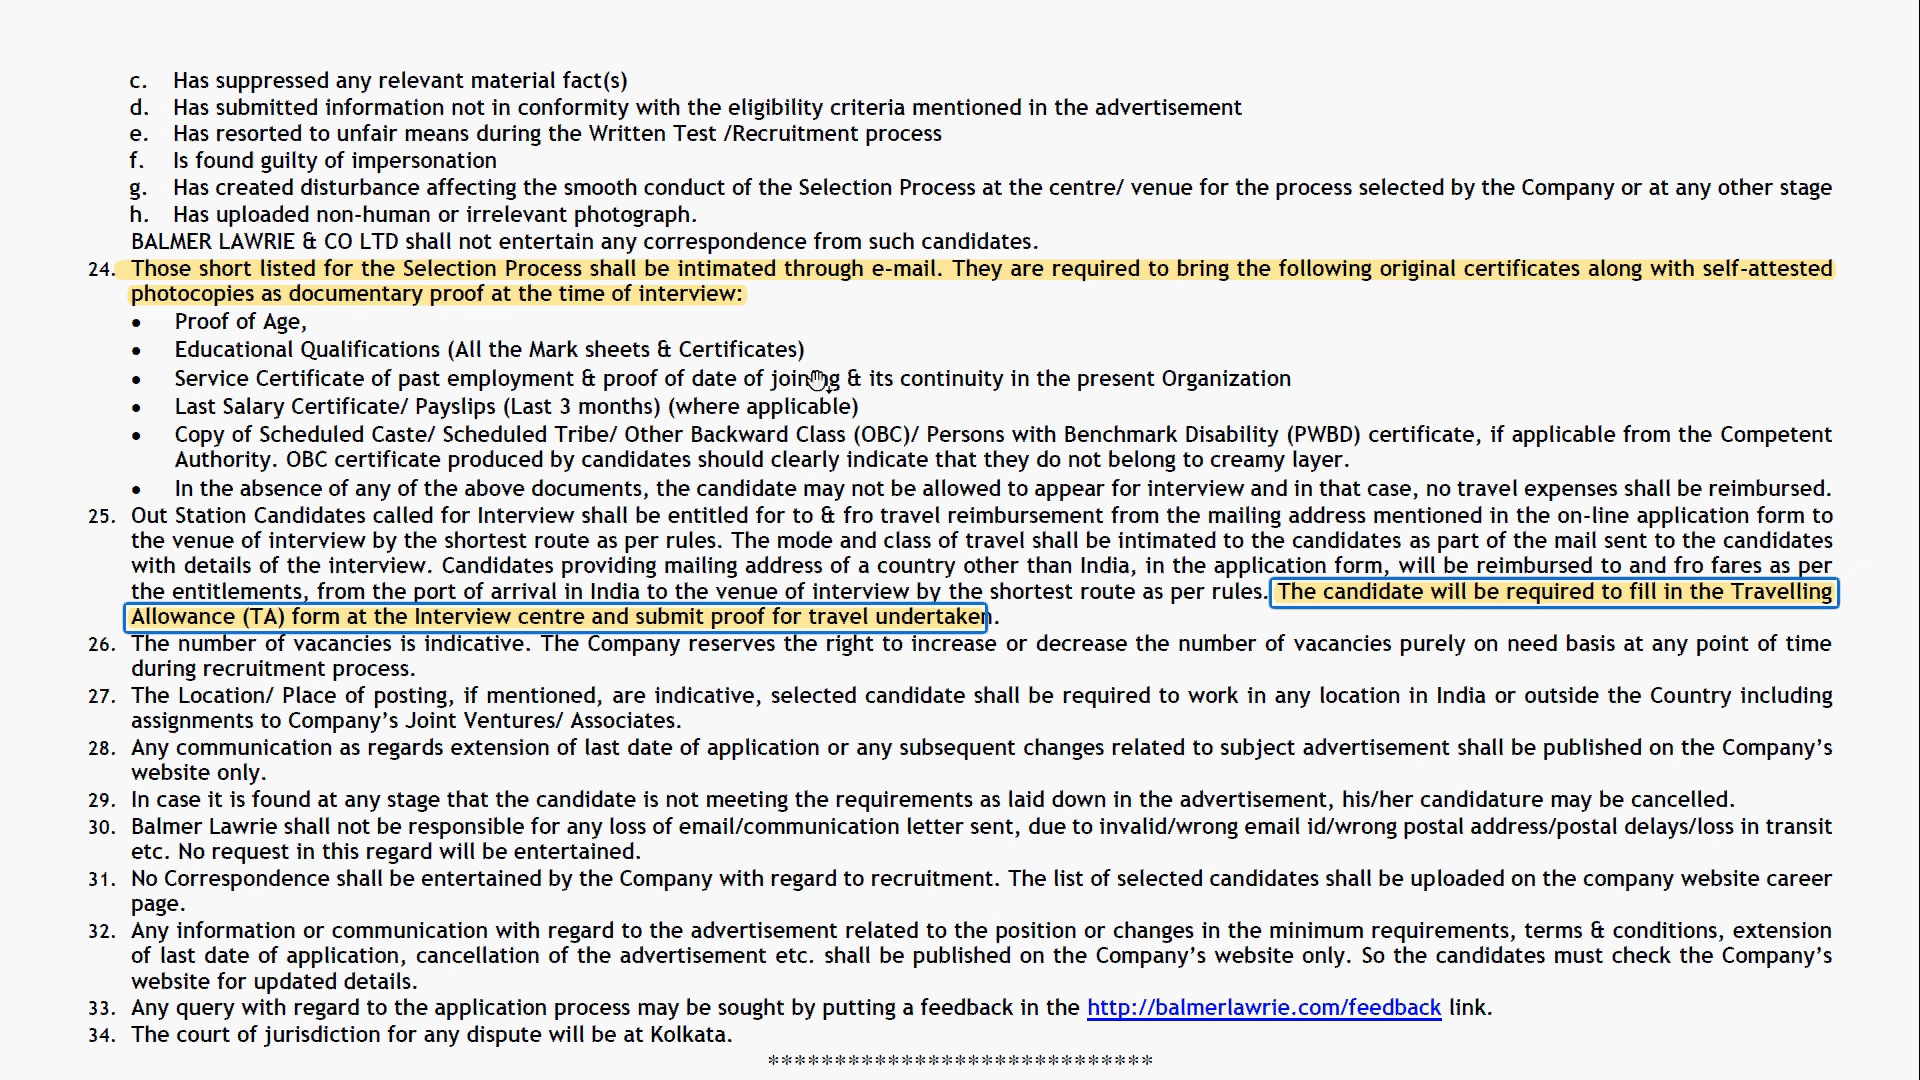 c. Has suppressed any relevant material fact(s)
d. Has submitted information not in conformity with the eligibility criteria mentioned in the advertisement
e. Has resorted to unfair means during the Written Test /Recruitment process
f. Is found guilty of impersonation
g. Has created disturbance affecting the smooth conduct of the Selection Process at the centre/ venue for the process selected by the Company or at any other stage
h. Has uploaded non-human or irrelevant photograph.
BALMER LAWRIE & CO LTD shall not entertain any correspondence from such candidates.
24. Those short listed for the Selection Process shall be intimated through e-mail. They are required to bring the following original certificates along with self-attested
photocopies as documentary proof at the time of interview:
• Proof of Age,
• Educational Qualifications (All the Mark sheets & Certificates)
• Service Certificate of past employment & proof of date of joining & its continuity in the present Organization
• Last Salary Certificate/ Payslips (Last 3 months) (where applicable)
• Copy of Scheduled Caste/ Scheduled Tribe/ Other Backward Class (OBC)/ Persons with Benchmark Disability (PWBD) certificate, if applicable from the Competent
Authority. OBC certificate produced by candidates should clearly indicate that they do not belong to creamy layer.
• In the absence of any of the above documents, the candidate may not be allowed to appear for interview and in that case, no travel expenses shall be reimbursed.
25. Out Station Candidates called for Interview shall be entitled for to & fro travel reimbursement from the mailing address mentioned in the on-line application form to
the venue of interview by the shortest route as per rules. The mode and class of travel shall be intimated to the candidates as part of the mail sent to the candidates
with details of the interview. Candidates providing mailing address of a country other than India, in the application form, will be reimbursed to and fro fares as per
the entitlements, from the port of arrival in India to the venue of interview by the shortest route as per rules. The candidate will be required to fill in the Travelling
Allowance (TA) form at the Interview centre and submit proof for travel undertaken.
26. The number of vacancies is indicative. The Company reserves the right to increase or decrease the number of vacancies purely on need basis at any point of time
during recruitment process.
27. The Location/ Place of posting, if mentioned, are indicative, selected candidate shall be required to work in any location in India or outside the Country including
assignments to Company’s Joint Ventures/ Associates.
28. Any communication as regards extension of last date of application or any subsequent changes related to subject advertisement shall be published on the Company’s
website only.
29. In case it is found at any stage that the candidate is not meeting the requirements as laid down in the advertisement, his/her candidature may be cancelled.
30. Balmer Lawrie shall not be responsible for any loss of email/communication letter sent, due to invalid/wrong email id/wrong postal address/postal delays/loss in transit
etc. No request in this regard will be entertained.
31. No Correspondence shall be entertained by the Company with regard to recruitment. The list of selected candidates shall be uploaded on the company website career
page.
32. Any information or communication with regard to the advertisement related to the position or changes in the minimum requirements, terms & conditions, extension
of last date of application, cancellation of the advertisement etc. shall be published on the Company’s website only. So the candidates must check the Company’s
website for updated details.
33. Any query with regard to the application process may be sought by putting a feedback in the http://balmerlawrie.com/feedback link.
34. The court of jurisdiction for any dispute will be at Kolkata.
*****************************